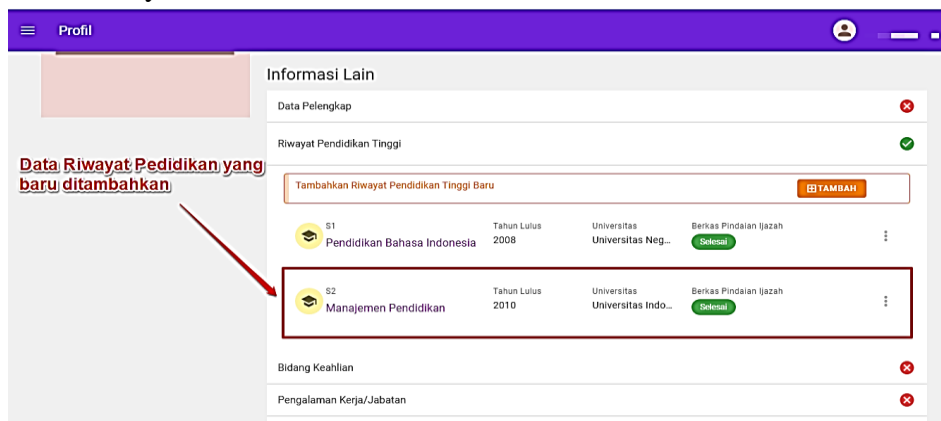 Profil
Informasi Lain
Data Pelengkap
Riwayat Pendidikan Tinggi
Data Riwayat Pedidikan yang
baru ditambahkan
Tambahkan Riwayat Pendidikan Tinggi Baru
TAMBAH
S1
Pendidikan Bahasa Indonesia
Tahun Lulus
2008
Universitas
Universitas Neg...
Berkas Pindaian Ijazah
Selesai
S2
Manajemen Pendidikan
Tahun Lulus
2010
Universitas
Universitas Indo...
Berkas Pindaian Ijazah
Selesai
Bidang Keahlian
Pengalaman Kerja/Jabatan